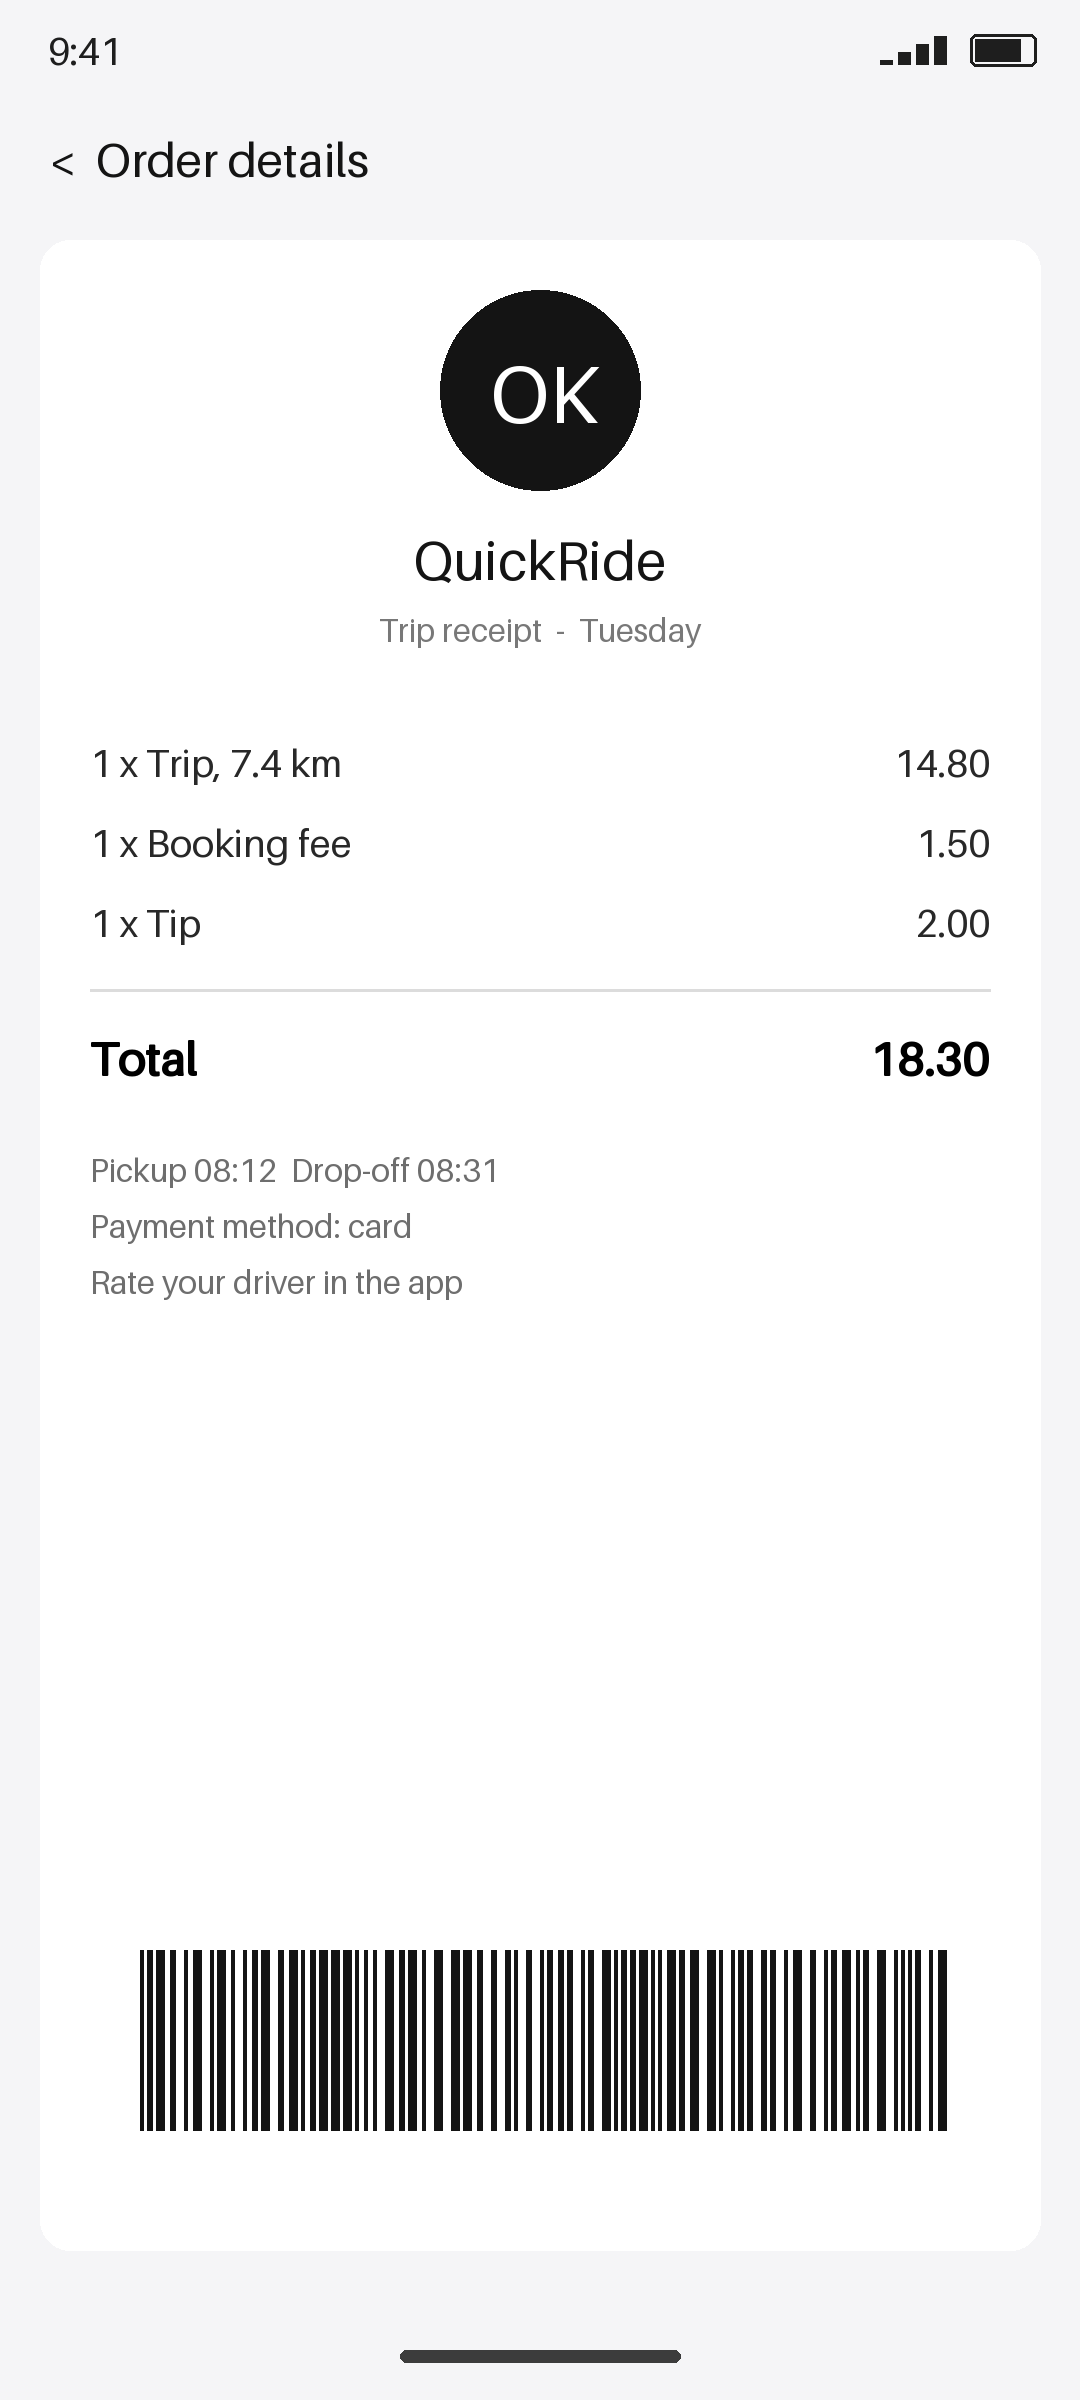 9:41
< Order details
OK
QuickRide
Trip receipt - Tuesday
1 x Trip, 7.4 km 14.80
1 x Booking fee 1.50
1 x Tip 2.00
Total 18.30
Pickup 08:12 Drop-off 08:31
Payment method: card
Rate your driver in the app